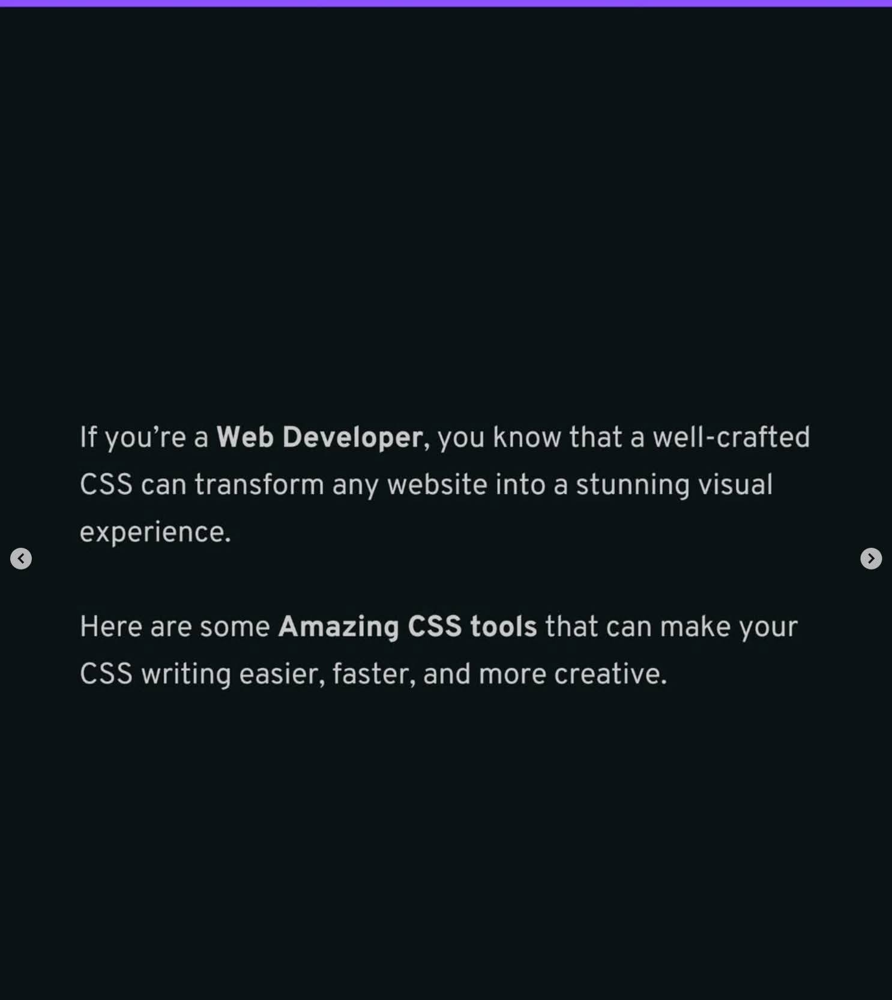 If you’re a Web Developer, you know that a well-crafted
CSS can transform any website into a stunning visual
experience.
Here are some Amazing CSS tools that can make your
CSS writing easier, faster, and more creative.